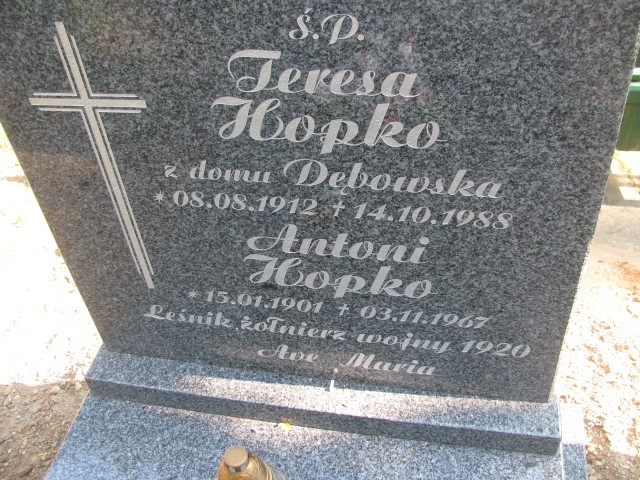 Ś.P.
Teresa
Hopko
z domu Dębowska
* 08.08.1912 † 14.10.1988
Antoni
Hopko
* 15.01.1901 † 03.11.1967
Leśnik, żołnierz wojny 1920
Ave Maria